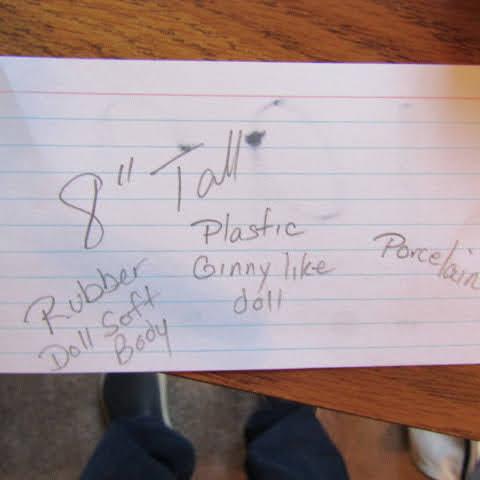 8" Tall
Rubber
Doll Soft
Body
Plastic
Ginny like
doll
Porcelain